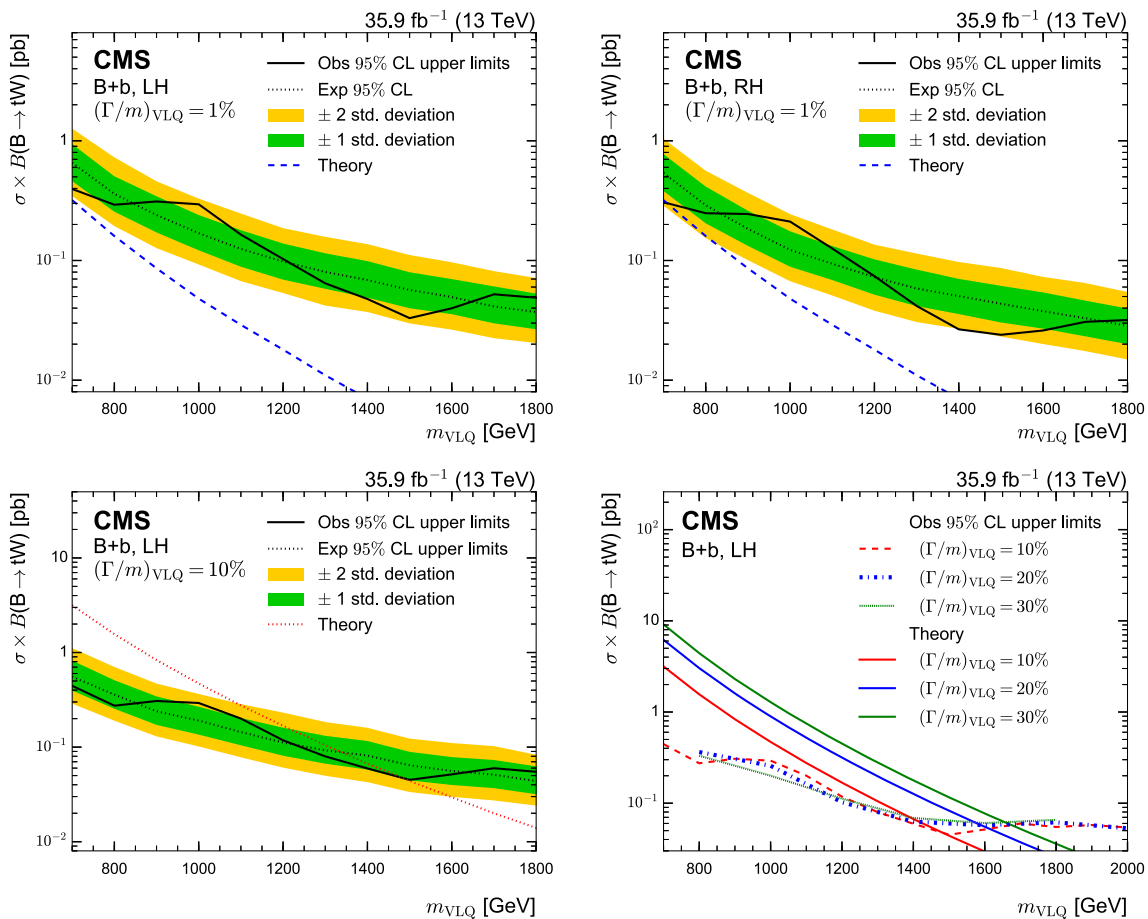 35.9 fb⁻¹ (13 TeV)
σ × B(B → tW) [pb]
CMS
B+b, LH
(Γ/m)VLQ = 1%
Obs 95% CL upper limits
Exp 95% CL
± 2 std. deviation
± 1 std. deviation
Theory
1
10⁻¹
10⁻²
800 1000 1200 1400 1600 1800
mVLQ [GeV]
35.9 fb⁻¹ (13 TeV)
σ × B(B → tW) [pb]
CMS
B+b, RH
(Γ/m)VLQ = 1%
Obs 95% CL upper limits
Exp 95% CL
± 2 std. deviation
± 1 std. deviation
Theory
1
10⁻¹
10⁻²
800 1000 1200 1400 1600 1800
mVLQ [GeV]
35.9 fb⁻¹ (13 TeV)
σ × B(B → tW) [pb]
CMS
B+b, LH
(Γ/m)VLQ = 10%
Obs 95% CL upper limits
Exp 95% CL upper limits
± 2 std. deviation
± 1 std. deviation
Theory
10
1
10⁻¹
10⁻²
800 1000 1200 1400 1600 1800
mVLQ [GeV]
35.9 fb⁻¹ (13 TeV)
σ × B(B → tW) [pb]
CMS
B+b, LH
Obs 95% CL upper limits
(Γ/m)VLQ = 10%
(Γ/m)VLQ = 20%
(Γ/m)VLQ = 30%
Theory
(Γ/m)VLQ = 10%
(Γ/m)VLQ = 20%
(Γ/m)VLQ = 30%
10²
10
1
10⁻¹
800 1000 1200 1400 1600 1800 2000
mVLQ [GeV]